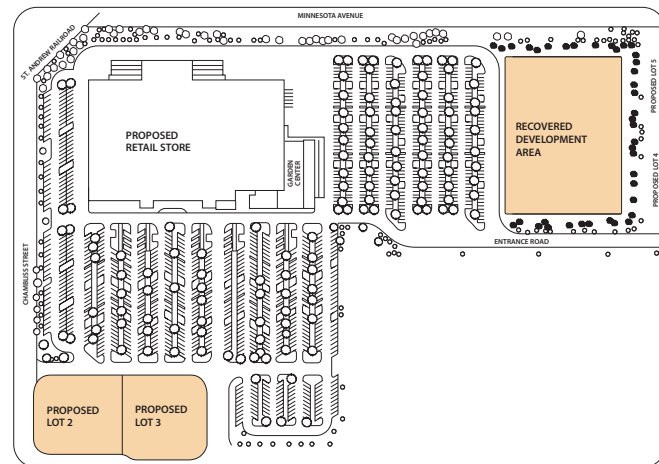 MINNESOTA AVENUE
ST. ANDREW RAILROAD
PROPOSED
RETAIL STORE
GARDEN
CENTER
RECOVERED
DEVELOPMENT
AREA
PROPOSED LOT 5
PROPOSED LOT 4
ENTRANCE ROAD
CHAMBLISS STREET
PROPOSED
LOT 2
PROPOSED
LOT 3